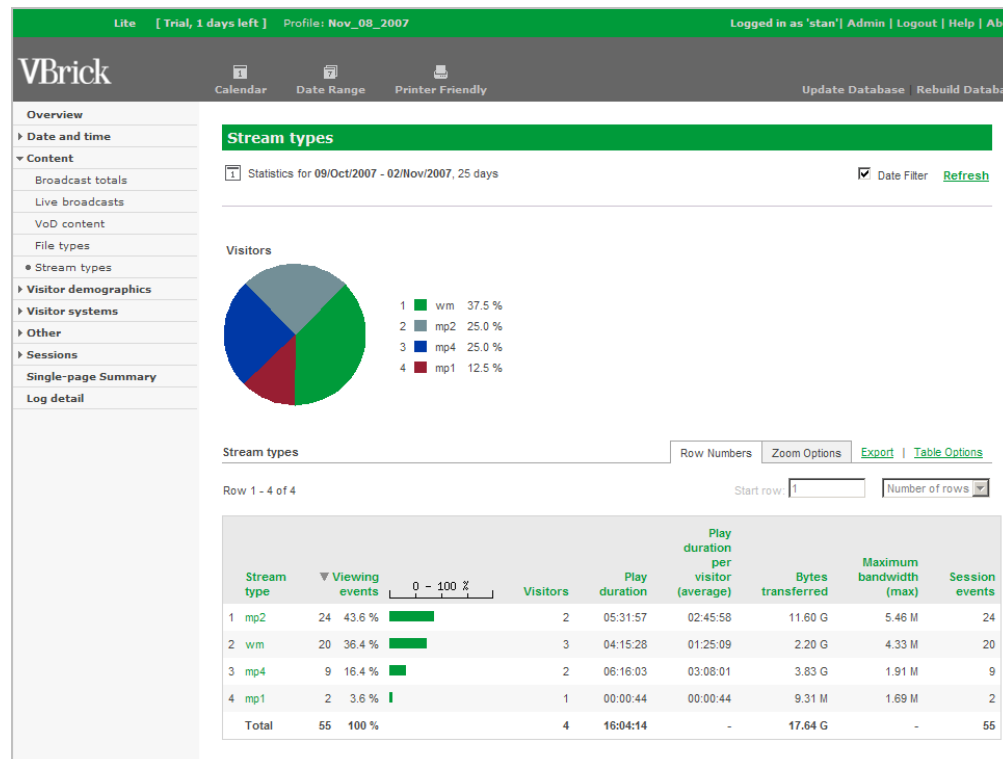 Lite [ Trial, 1 days left ] Profile: Nov_08_2007 Logged in as 'stan'| Admin | Logout | Help | Ab
VBrick
1 7
Calendar Date Range Printer Friendly Update Database | Rebuild Databa
Overview
Date and time
Content
Broadcast totals
Live broadcasts
VoD content
File types
Stream types
Visitor demographics
Visitor systems
Other
Sessions
Single-page Summary
Log detail
Stream types
1 Statistics for 09/Oct/2007 - 02/Nov/2007, 25 days Date Filter Refresh
Visitors
1 wm 37.5 %
2 mp2 25.0 %
3 mp4 25.0 %
4 mp1 12.5 %
Stream types Row Numbers Zoom Options Export | Table Options
Row 1 - 4 of 4 Start row: 1 Number of rows
Stream type Viewing events 0 - 100 % Visitors Play duration Play duration per visitor (average) Bytes transferred Maximum bandwidth (max) Session events
1 mp2 24 43.6 % 2 05:31:57 02:45:58 11.60 G 5.46 M 24
2 wm 20 36.4 % 3 04:15:28 01:25:09 2.20 G 4.33 M 20
3 mp4 9 16.4 % 2 06:16:03 03:08:01 3.83 G 1.91 M 9
4 mp1 2 3.6 % 1 00:00:44 00:00:44 9.31 M 1.69 M 2
Total 55 100 % 4 16:04:14 - 17.64 G - 55